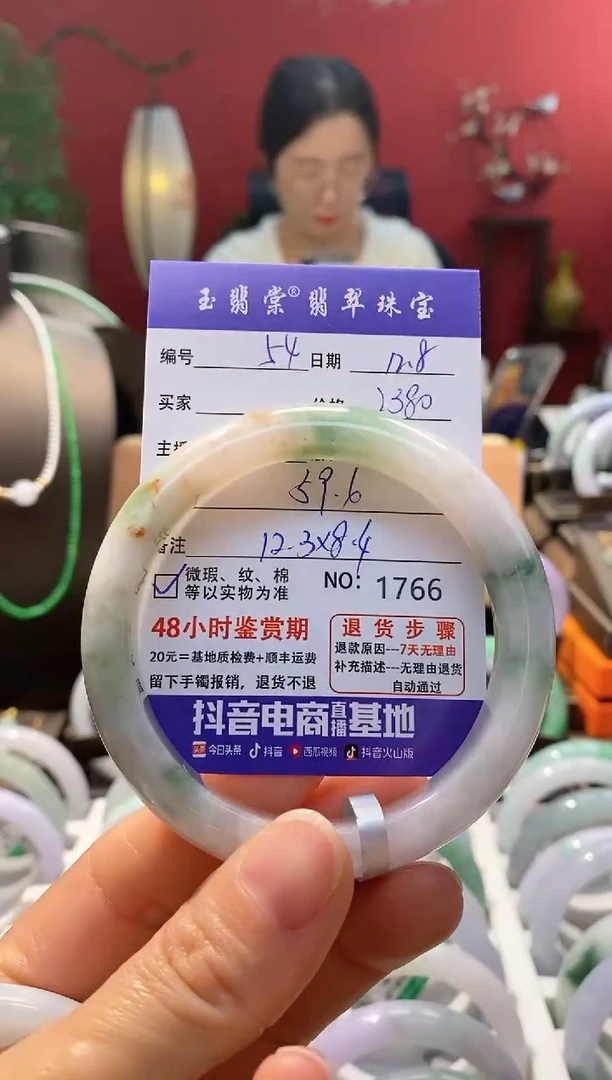 玉翡棠®翡翠珠宝
编号 54 日期 12.8
买家 1380
59.6
备注 12.3×8.4
微瑕、纹、棉
等以实物为准
NO: 1766
48小时鉴赏期
20元=基地质检费+顺丰运费
留下手镯报销，退货不退
退货步骤
退款原因---7天无理由
补充描述---无理由退货
自动通过
抖音电商直播基地
头条 今日头条 抖音 西瓜视频 抖音火山版